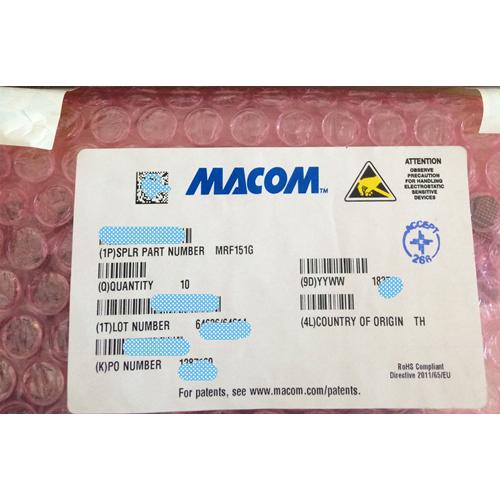 MACOM™
ATTENTION
OBSERVE
PRECAUTION
FOR HANDLING
ELECTROSTATIC
SENSITIVE
DEVICES
ACCEPT
268
(1P)SPLR PART NUMBER MRF151G
(Q)QUANTITY 10
(9D)YYWW
(1T)LOT NUMBER
(4L)COUNTRY OF ORIGIN TH
(K)PO NUMBER
RoHS Compliant
Directive 2011/65/EU
For patents, see www.macom.com/patents.